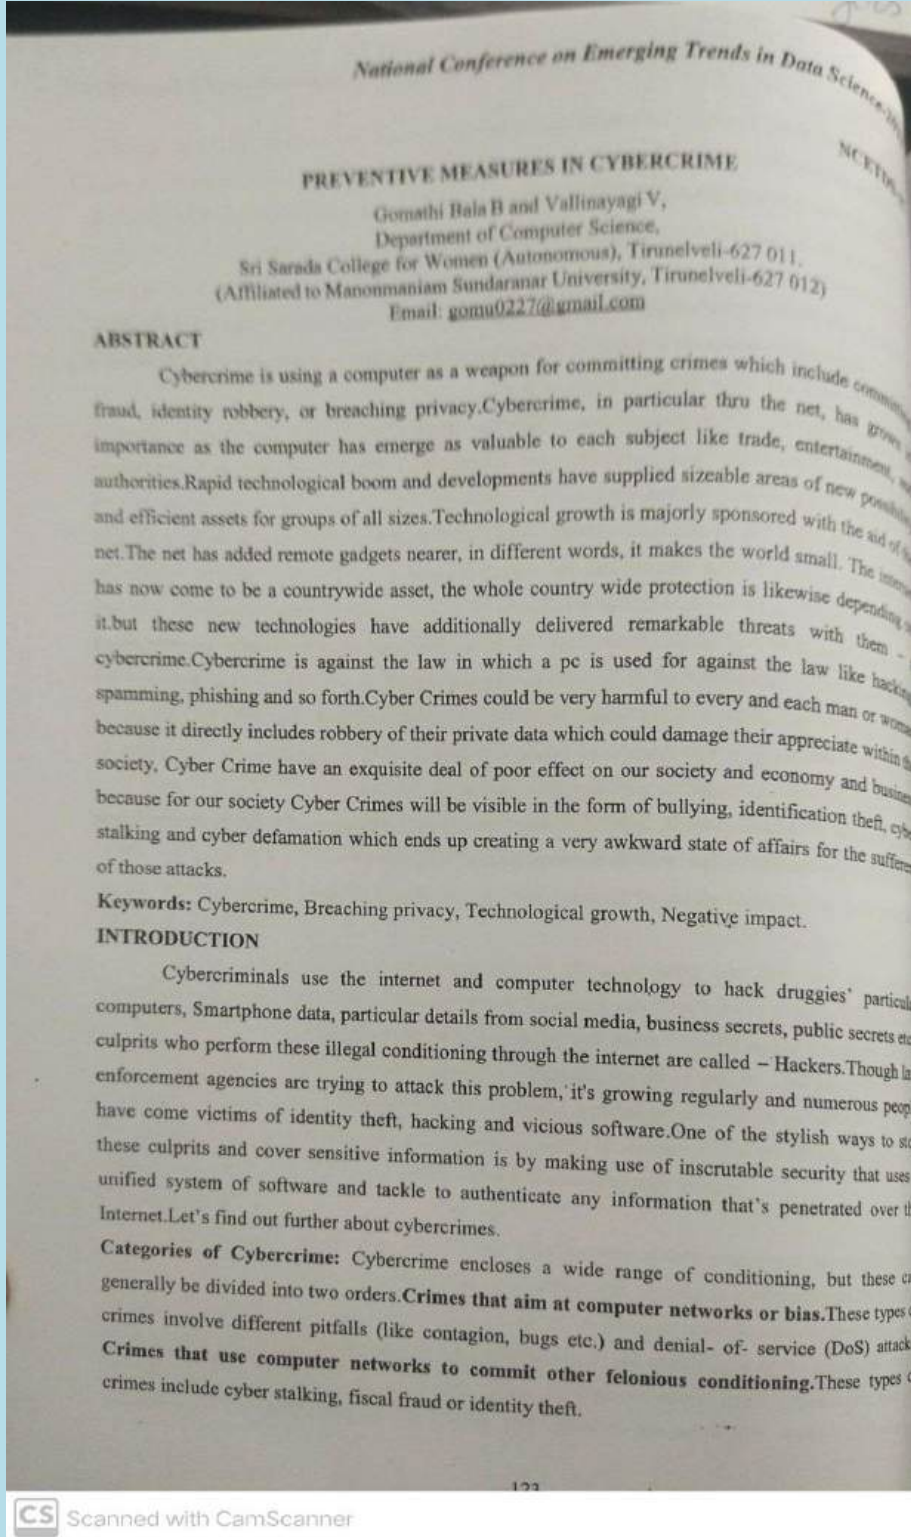 National Conference on Emerging Trends in Data Science-
PREVENTIVE MEASURES IN CYBERCRIME
Gomathi Bala B and Vallinayagi V,
Department of Computer Science,
Sri Sarada College for Women (Autonomous), Tirunelveli-627 011.
(Affiliated to Manonmaniam Sundaranar University, Tirunelveli-627 012)
Email: gomu0227@gmail.com
ABSTRACT
Cybercrime is using a computer as a weapon for committing crimes which include
fraud, identity robbery, or breaching privacy.Cybercrime, in particular thru the net, has
importance as the computer has emerge as valuable to each subject like trade, entertainment,
authorities.Rapid technological boom and developments have supplied sizeable areas of new
and efficient assets for groups of all sizes.Technological growth is majorly sponsored with the aid of
net.The net has added remote gadgets nearer, in different words, it makes the world small. The
has now come to be a countrywide asset, the whole country wide protection is likewise depending
it.but these new technologies have additionally delivered remarkable threats with them -
cybercrime.Cybercrime is against the law in which a pc is used for against the law like
spamming, phishing and so forth.Cyber Crimes could be very harmful to every and each man or
because it directly includes robbery of their private data which could damage their appreciate within
society, Cyber Crime have an exquisite deal of poor effect on our society and economy and
because for our society Cyber Crimes will be visible in the form of bullying, identification theft,
stalking and cyber defamation which ends up creating a very awkward state of affairs for the
of those attacks.
Keywords: Cybercrime, Breaching privacy, Technological growth, Negative impact.
INTRODUCTION
Cybercriminals use the internet and computer technology to hack druggies'
computers, Smartphone data, particular details from social media, business secrets, public secrets
culprits who perform these illegal conditioning through the internet are called – Hackers.Though
enforcement agencies are trying to attack this problem, it's growing regularly and numerous
have come victims of identity theft, hacking and vicious software.One of the stylish ways to
these culprits and cover sensitive information is by making use of inscrutable security that uses
unified system of software and tackle to authenticate any information that's penetrated over
Internet.Let's find out further about cybercrimes.
Categories of Cybercrime: Cybercrime encloses a wide range of conditioning, but these
generally be divided into two orders.Crimes that aim at computer networks or bias.These types
crimes involve different pitfalls (like contagion, bugs etc.) and denial- of- service (DoS)
Crimes that use computer networks to commit other felonious conditioning.These types
crimes include cyber stalking, fiscal fraud or identity theft.
CS Scanned with CamScanner